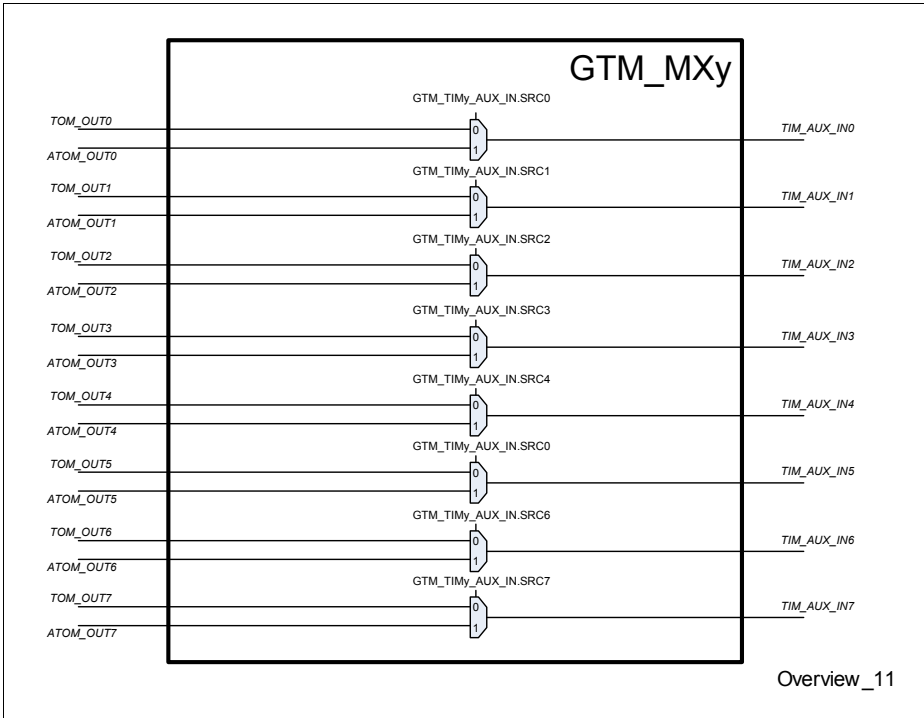 GTM_MXy
GTM_TIMy_AUX_IN.SRC0
TOM_OUT0
0
TIM_AUX_IN0
ATOM_OUT0
1
GTM_TIMy_AUX_IN.SRC1
TOM_OUT1
0
TIM_AUX_IN1
ATOM_OUT1
1
GTM_TIMy_AUX_IN.SRC2
TOM_OUT2
0
TIM_AUX_IN2
ATOM_OUT2
1
GTM_TIMy_AUX_IN.SRC3
TOM_OUT3
0
TIM_AUX_IN3
ATOM_OUT3
1
GTM_TIMy_AUX_IN.SRC4
TOM_OUT4
0
TIM_AUX_IN4
ATOM_OUT4
1
GTM_TIMy_AUX_IN.SRC0
TOM_OUT5
0
TIM_AUX_IN5
ATOM_OUT5
1
GTM_TIMy_AUX_IN.SRC6
TOM_OUT6
0
TIM_AUX_IN6
ATOM_OUT6
1
GTM_TIMy_AUX_IN.SRC7
TOM_OUT7
0
TIM_AUX_IN7
ATOM_OUT7
1
Overview_11